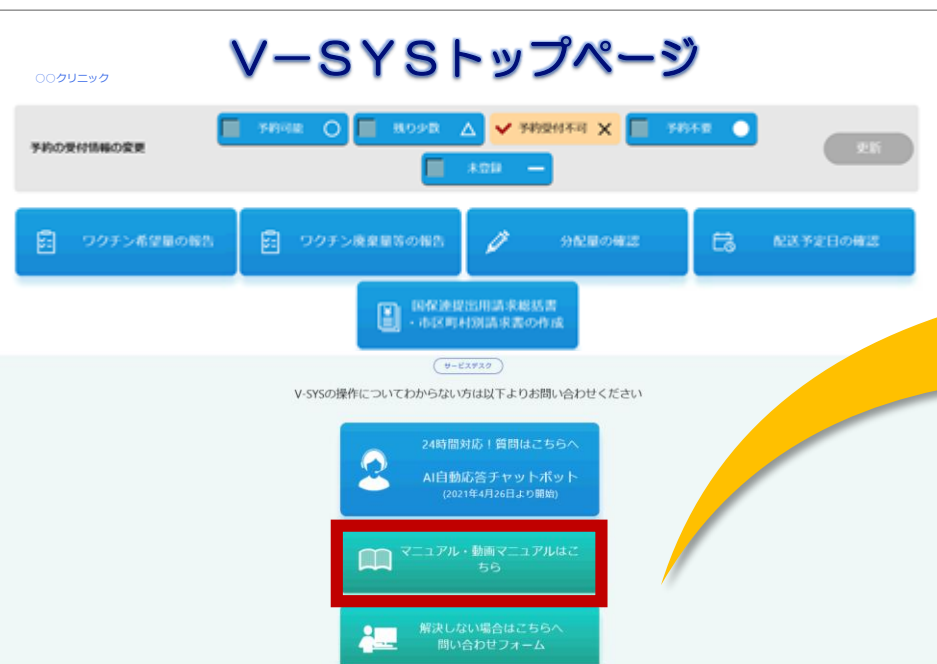 V-SYSトップページ
○○クリニック
予約の受付情報の変更
予約可能 ○
残り少数 △
予約受付不可 ×
予約不要 ●
未登録 ー
更新
ワクチン希望量の報告
ワクチン廃棄量等の報告
分配量の確認
配送予定日の確認
国保連提出用請求総括書
・市区町村別請求書の作成
サービスデスク
V-SYSの操作についてわからない方は以下よりお問い合わせください
24時間対応！質問はこちらへ
AI自動応答チャットボット
(2021年4月26日より開始)
マニュアル・動画マニュアルはこ
ちら
解決しない場合はこちらへ
問い合わせフォーム